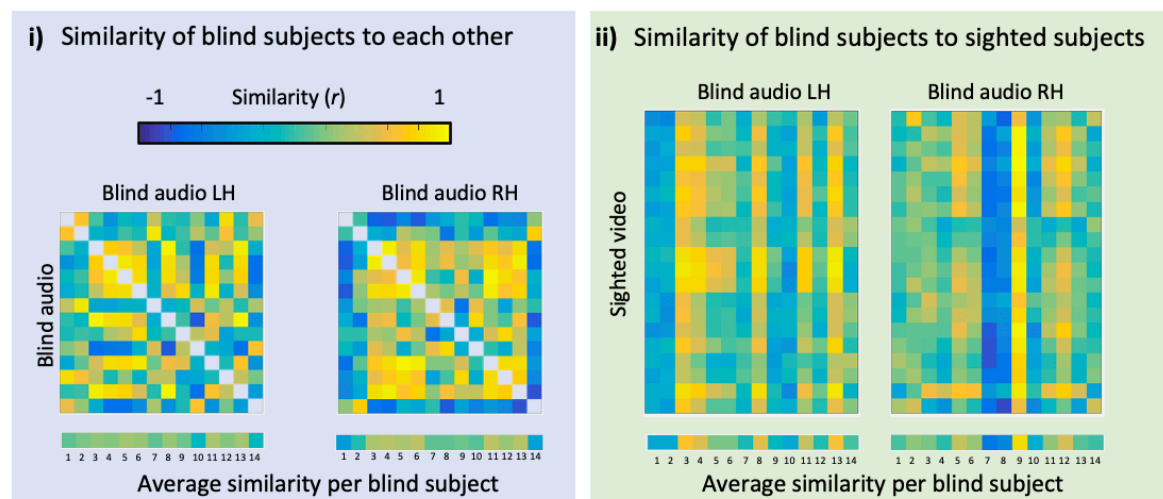 i) Similarity of blind subjects to each other
-1 Similarity (r) 1
Blind audio LH
Blind audio RH
Blind audio
1 2 3 4 5 6 7 8 9 10 11 12 13 14
1 2 3 4 5 6 7 8 9 10 11 12 13 14
Average similarity per blind subject
ii) Similarity of blind subjects to sighted subjects
Blind audio LH
Blind audio RH
Sighted video
1 2 3 4 5 6 7 8 9 10 11 12 13 14
1 2 3 4 5 6 7 8 9 10 11 12 13 14
Average similarity per blind subject